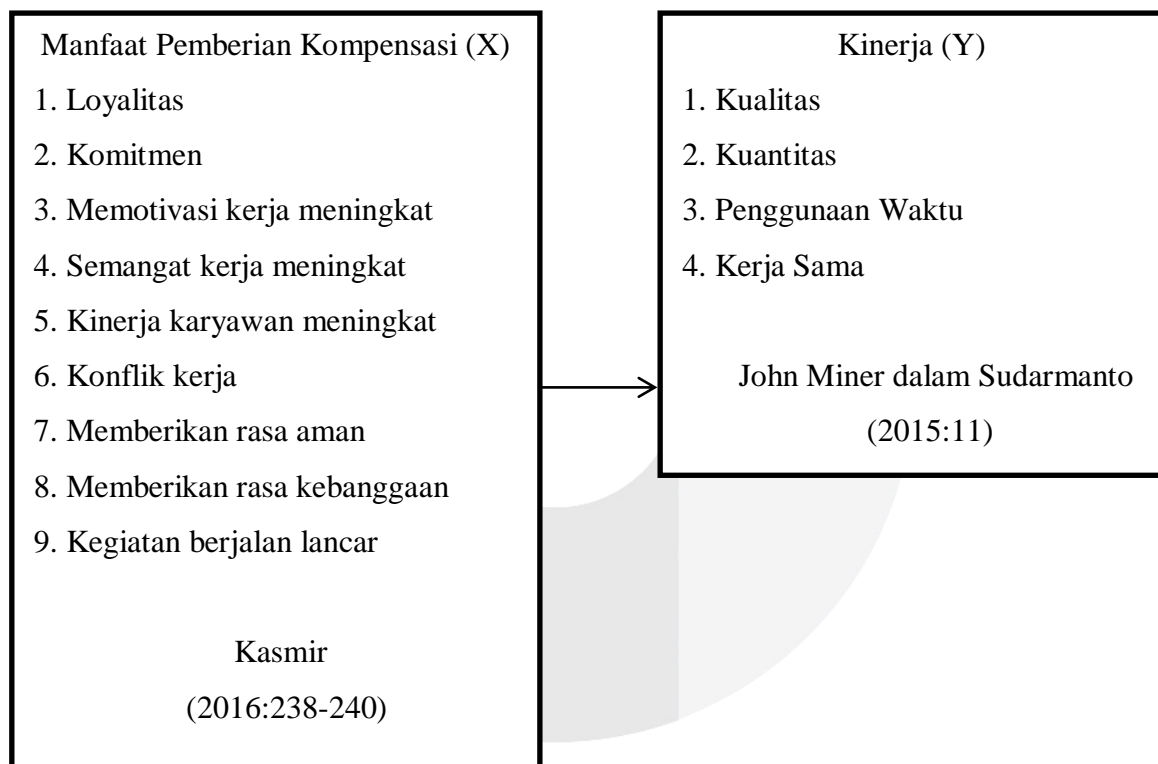 Manfaat Pemberian Kompensasi (X)
1. Loyalitas
2. Komitmen
3. Memotivasi kerja meningkat
4. Semangat kerja meningkat
5. Kinerja karyawan meningkat
6. Konflik kerja
7. Memberikan rasa aman
8. Memberikan rasa kebanggaan
9. Kegiatan berjalan lancar
Kasmir
(2016:238-240)
Kinerja (Y)
1. Kualitas
2. Kuantitas
3. Penggunaan Waktu
4. Kerja Sama
John Miner dalam Sudarmanto
(2015:11)